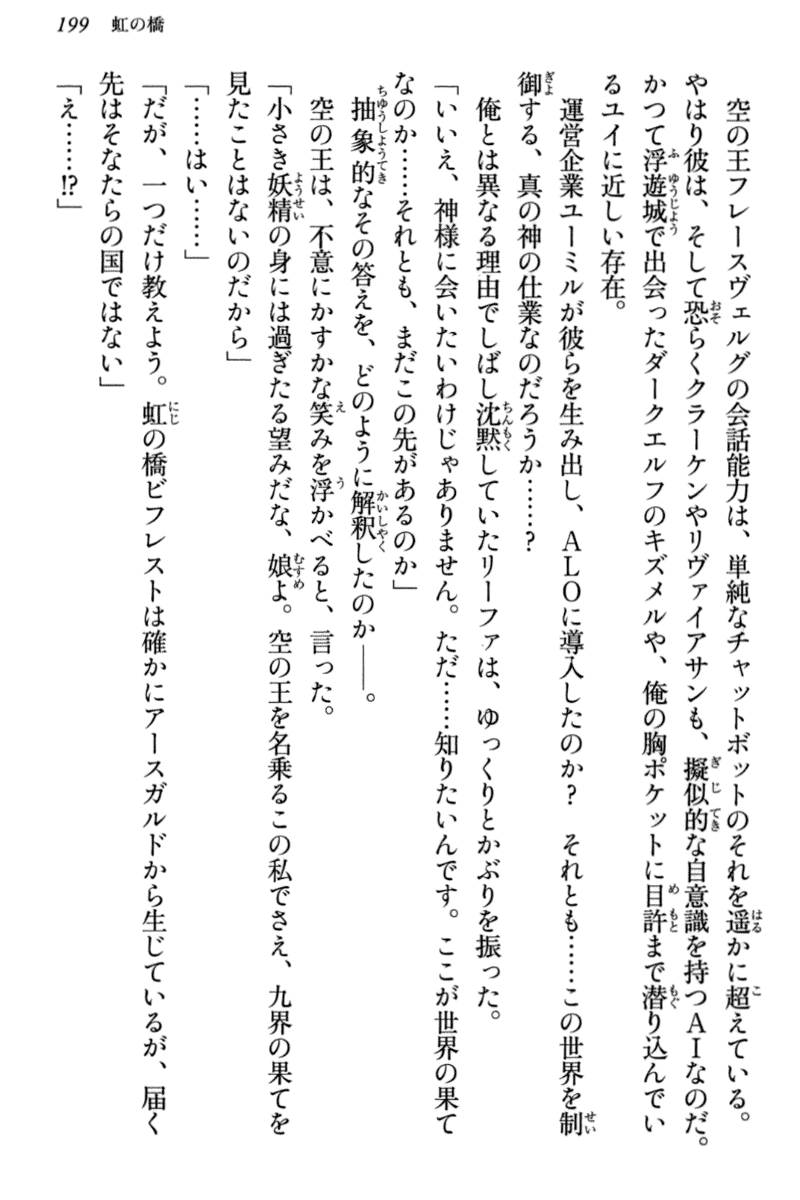 199 虹の橋
　空の王フレースヴェルグの会話能力は、単純なチャットボットのそれを遥かに超えている。
やはり彼は、そして恐らくクラーケンやリヴァイアサンも、擬似的な自意識を持つAIなのだ。
かつて浮遊城で出会ったダークエルフのキズメルや、俺の胸ポケットに目許まで潜り込んでい
るユイに近しい存在。
　運営企業ユーミルが彼らを生み出し、ALOに導入したのか？　それとも……この世界を制
御する、真の神の仕業なのだろうか……？
　俺とは異なる理由でしばし沈黙していたリーファは、ゆっくりとかぶりを振った。
「いいえ、神様に会いたいわけじゃありません。ただ……知りたいんです。ここが世界の果て
なのか……それとも、まだこの先があるのか」
　抽象的なその答えを、どのように解釈したのか――。
　空の王は、不意にかすかな笑みを浮かべると、言った。
「小さき妖精の身には過ぎたる望みだな、娘よ。空の王を名乗るこの私でさえ、九界の果てを
見たことはないのだから」
「……はい……」
「だが、一つだけ教えよう。虹の橋ビフレストは確かにアースガルドから生じているが、届く
先はそなたらの国ではない」
「え……!?」